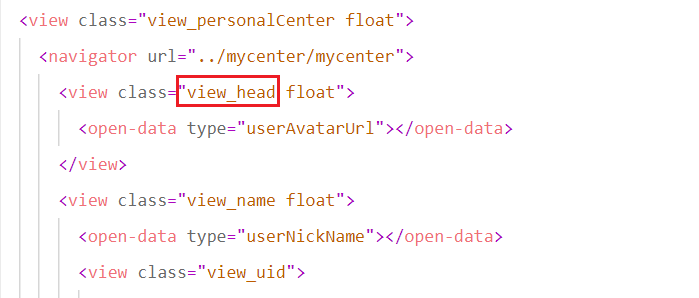 <view class="view_personalCenter float">
<navigator url="../mycenter/mycenter">
<view class="view_head float">
<open-data type="userAvatarUrl"></open-data>
</view>
<view class="view_name float">
<open-data type="userNickName"></open-data>
<view class="view_uid">